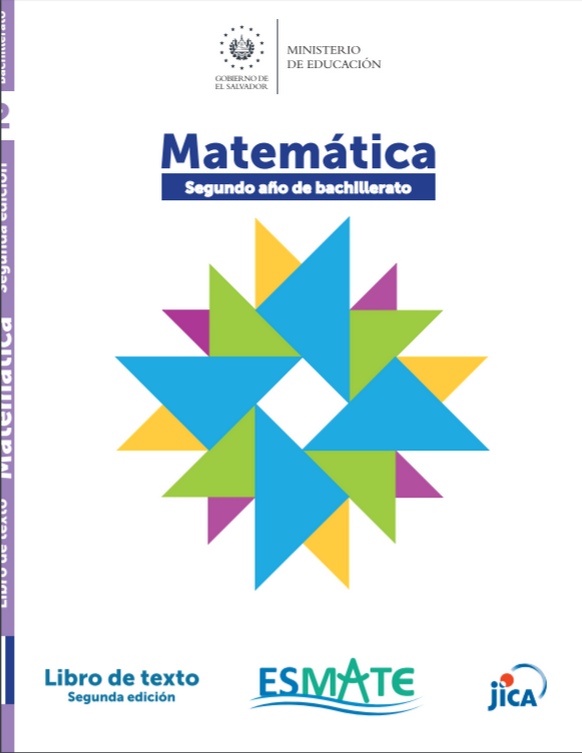 GOBIERNO DE
EL SALVADOR
MINISTERIO
DE EDUCACIÓN
Matemática
Segundo año de bachillerato
Libro de texto
Segunda edición
ESMATE
jICA
Libro de texto
Matemática
Segunda edición
bachillerato